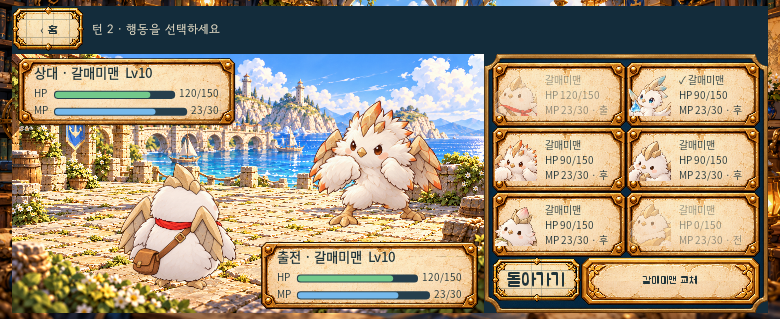 ‹ 홈
턴 2 · 행동을 선택하세요
상대 · 갈매기맨 Lv10
HP 120/150
MP 23/30
출전 · 갈매기맨 Lv10
HP 120/150
MP 23/30
갈매미맨
HP 120/150
MP 23/30 · 출
✓ 갈매미맨
HP 90/150
MP 23/30 · 후
갈매미맨
HP 90/150
MP 23/30 · 후
갈매미맨
HP 90/150
MP 23/30 · 후
갈매미맨
HP 90/150
MP 23/30 · 후
갈매미맨
HP 0/150
MP 23/30 · 전
돌아가기
갈매미맨 교체